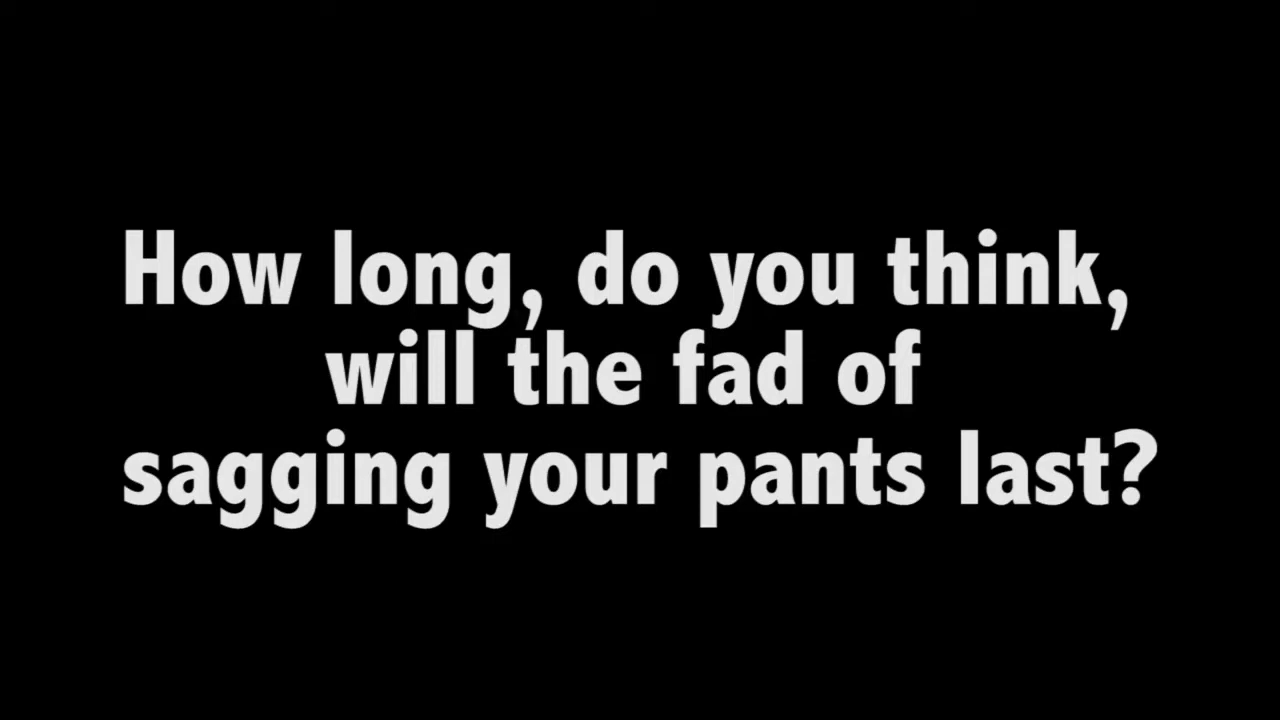 How long, do you think,
will the fad of
sagging your pants last?